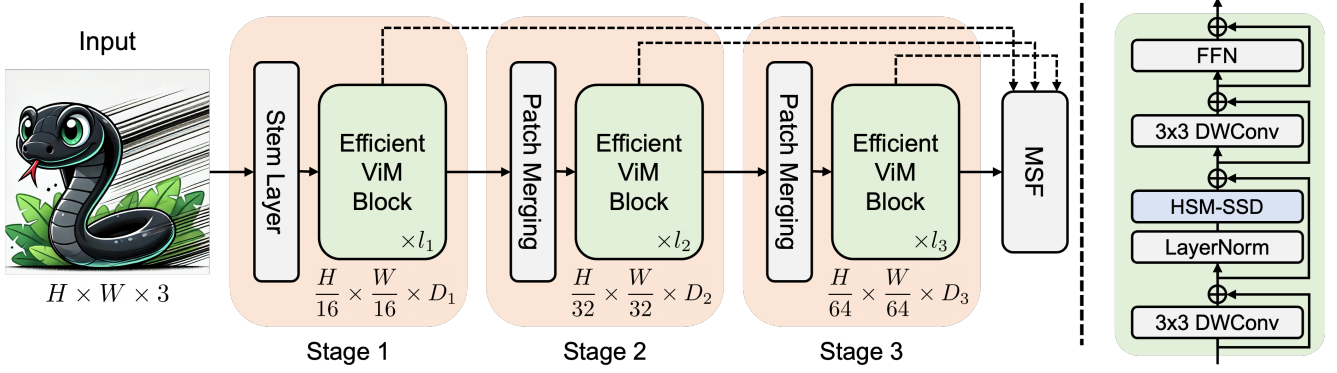 Input
H × W × 3
Stem Layer
Efficient
ViM
Block
×l₁
H/16 × W/16 × D₁
Stage 1
Patch Merging
Efficient
ViM
Block
×l₂
H/32 × W/32 × D₂
Stage 2
Patch Merging
Efficient
ViM
Block
×l₃
H/64 × W/64 × D₃
Stage 3
MSF
FFN
3x3 DWConv
HSM-SSD
LayerNorm
3x3 DWConv